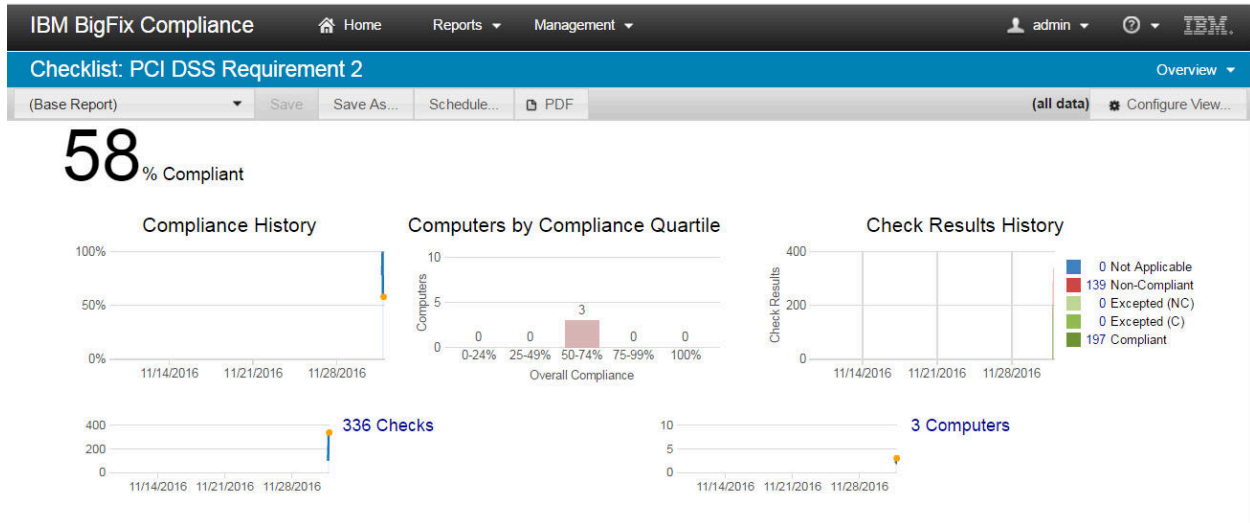 IBM BigFix Compliance Home Reports Management admin ? IBM.
Checklist: PCI DSS Requirement 2 Overview
(Base Report) Save Save As... Schedule... PDF (all data) Configure View...
58 % Compliant
Compliance History
100%
50%
0%
11/14/2016 11/21/2016 11/28/2016
Computers by Compliance Quartile
Computers
10
5
0
0 0 3 0 0
0-24% 25-49% 50-74% 75-99% 100%
Overall Compliance
Check Results History
Check Results
400
200
0
11/14/2016 11/21/2016 11/28/2016
0 Not Applicable
139 Non-Compliant
0 Excepted (NC)
0 Excepted (C)
197 Compliant
400
200
0
11/14/2016 11/21/2016 11/28/2016
336 Checks
10
5
0
11/14/2016 11/21/2016 11/28/2016
3 Computers